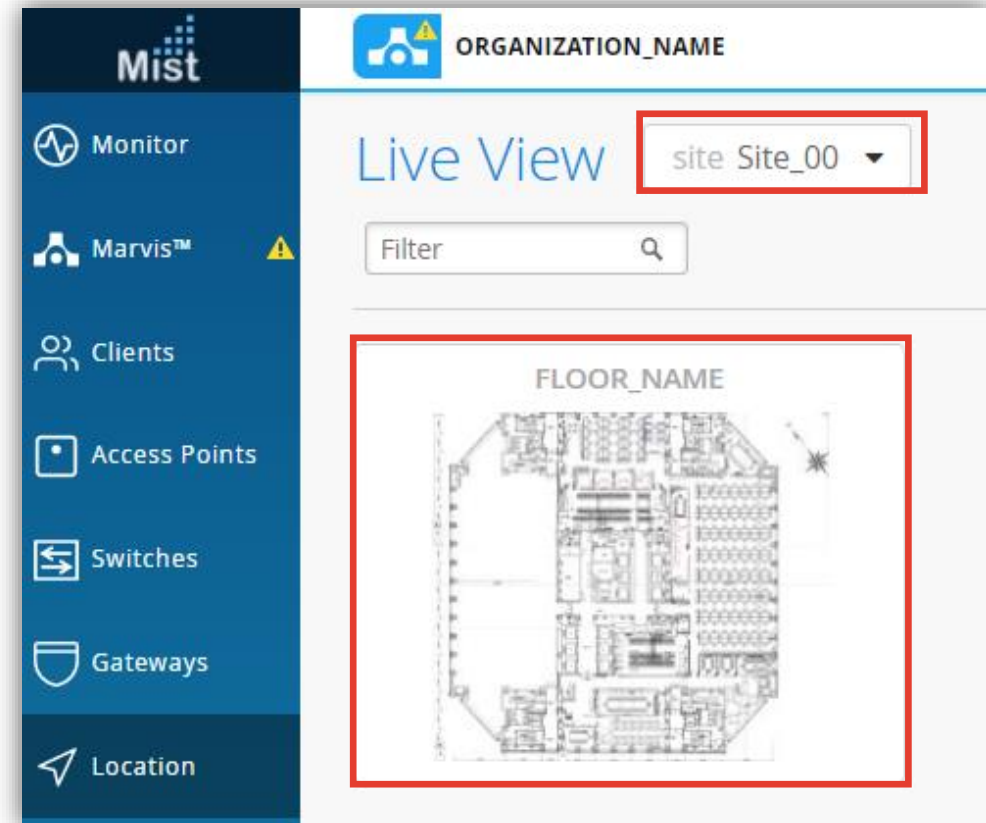 Mist
Monitor
Marvis™
Clients
Access Points
Switches
Gateways
Location
ORGANIZATION_NAME
Live View
site Site_00
Filter
FLOOR_NAME